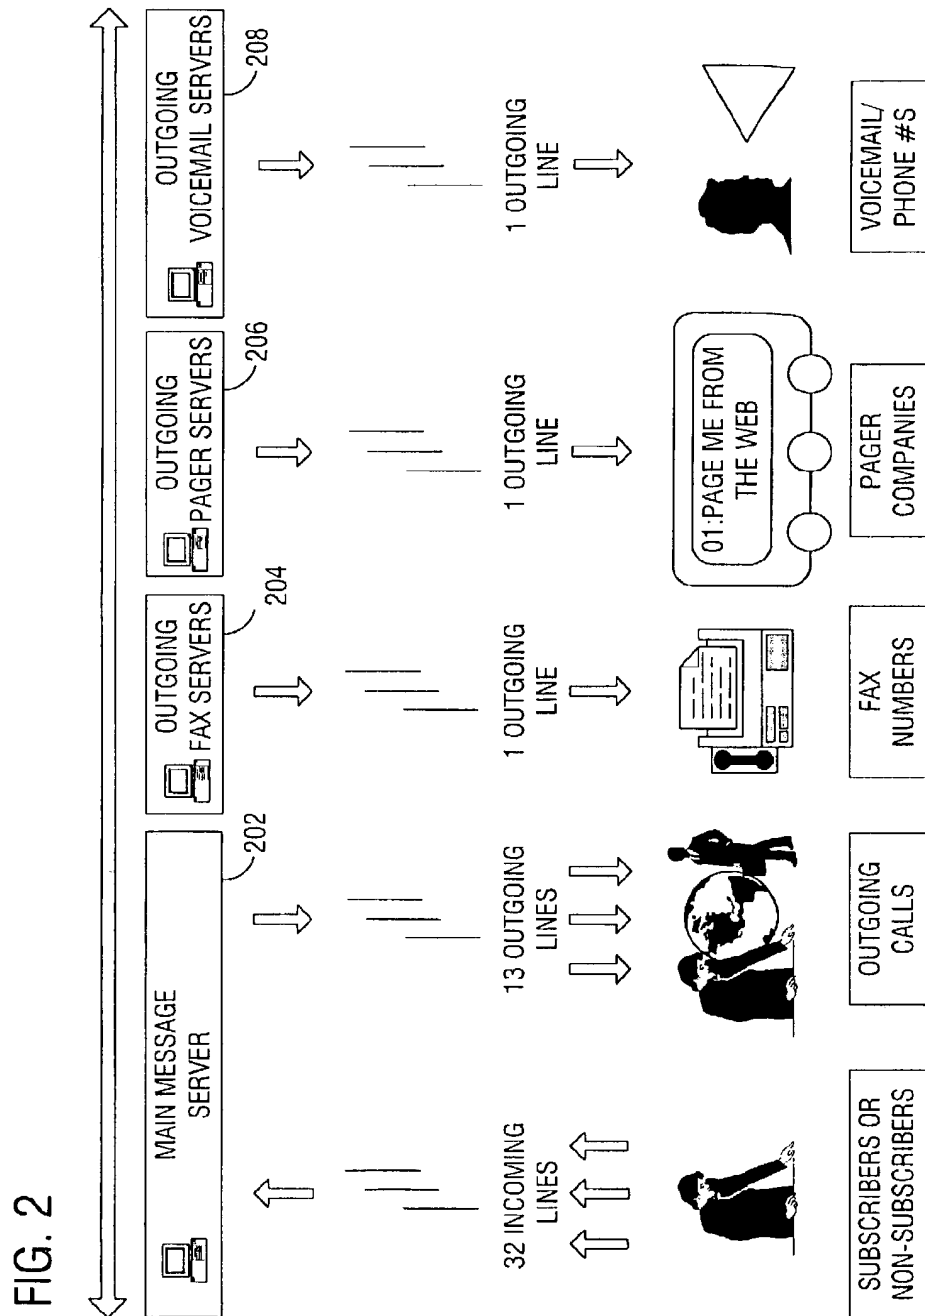 FIG. 2
MAIN MESSAGE
SERVER
202
OUTGOING
FAX SERVERS
204
OUTGOING
PAGER SERVERS
206
OUTGOING
VOICEMAIL SERVERS
208
32 INCOMING
LINES
13 OUTGOING
LINES
1 OUTGOING
LINE
1 OUTGOING
LINE
1 OUTGOING
LINE
01:PAGE ME FROM
THE WEB
SUBSCRIBERS OR
NON-SUBSCRIBERS
OUTGOING
CALLS
FAX
NUMBERS
PAGER
COMPANIES
VOICEMAIL/
PHONE #S